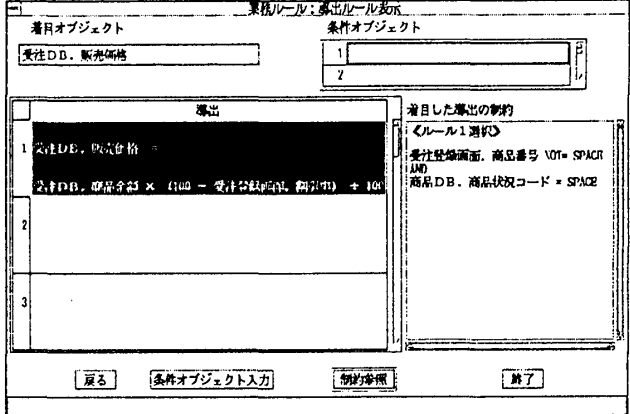 業務ルール：導出ルール表示
着目オブジェクト
条件オブジェクト
受注DB．販売価格
1
2
導出
着目した導出の制約
1 受注DB．販売価格 =
受注DB．商品金額 × (100 - 受注登録画面．割引率) ÷ 100
2
3
《ルール1選択》
受注登録画面．商品番号 \OT= SPACE
AND
商品DB．商品状況コード = SPACE
戻る
条件オブジェクト入力
制約参照
終了